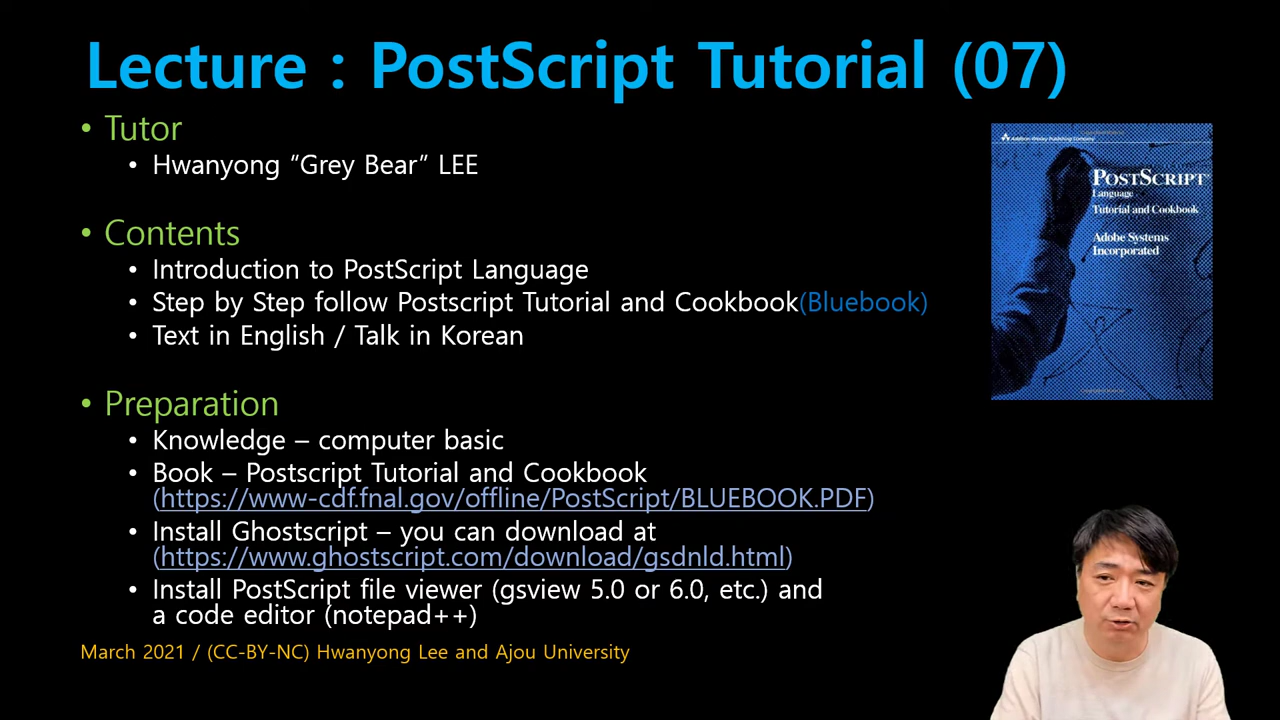 Lecture : PostScript Tutorial (07)
• Tutor
• Hwanyong “Grey Bear” LEE
• Contents
• Introduction to PostScript Language
• Step by Step follow Postscript Tutorial and Cookbook(Bluebook)
• Text in English / Talk in Korean
• Preparation
• Knowledge – computer basic
• Book – Postscript Tutorial and Cookbook
(https://www-cdf.fnal.gov/offline/PostScript/BLUEBOOK.PDF)
• Install Ghostscript – you can download at
(https://www.ghostscript.com/download/gsdnld.html)
• Install PostScript file viewer (gsview 5.0 or 6.0, etc.) and
a code editor (notepad++)
March 2021 / (CC-BY-NC) Hwanyong Lee and Ajou University
Addison-Wesley Publishing Company
POSTSCRIPT®
Language
Tutorial and Cookbook
Adobe Systems
Incorporated